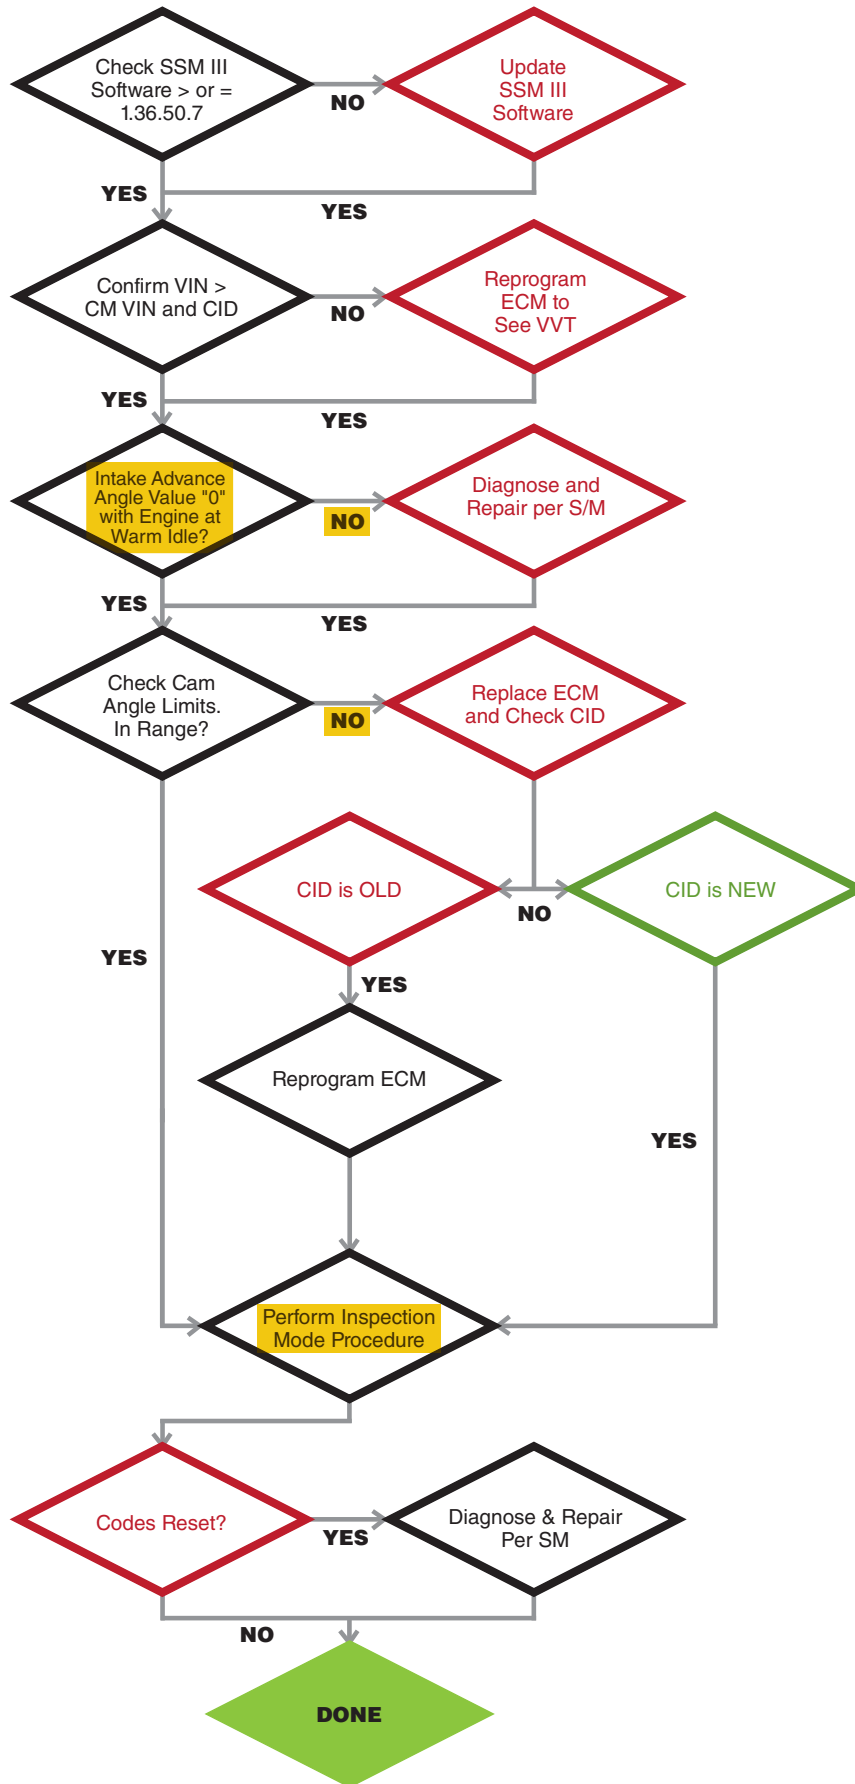 Check SSM III
Software > or =
1.36.50.7
NO
Update
SSM III
Software
YES
YES
Confirm VIN >
CM VIN and CID
NO
Reprogram
ECM to
See VVT
YES
YES
Intake Advance
Angle Value "0"
with Engine at
Warm Idle?
NO
Diagnose and
Repair per S/M
YES
YES
Check Cam
Angle Limits.
In Range?
NO
Replace ECM
and Check CID
CID is OLD
NO
CID is NEW
YES
YES
Reprogram ECM
YES
Perform Inspection
Mode Procedure
Codes Reset?
YES
Diagnose & Repair
Per SM
NO
DONE